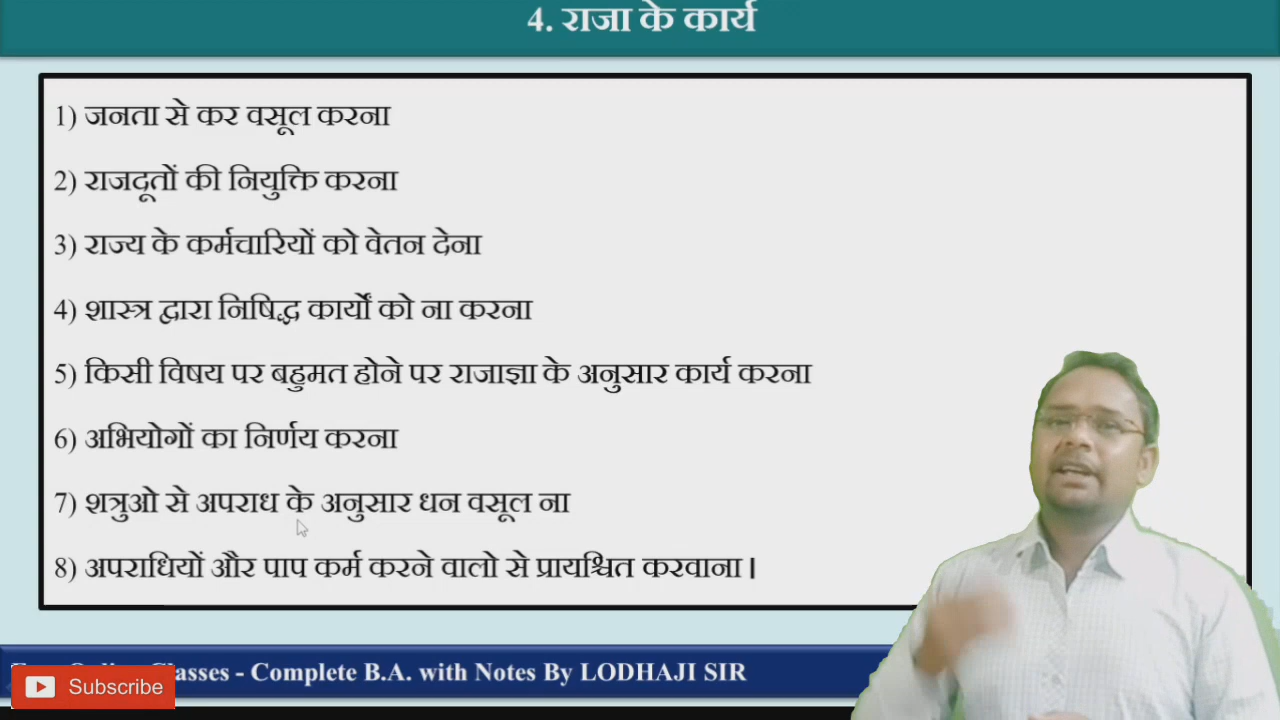 4. राजा के कार्य
1) जनता से कर वसूल करना
2) राजदूतों की नियुक्ति करना
3) राज्य के कर्मचारियों को वेतन देना
4) शास्त्र द्वारा निषिद्ध कार्यों को ना करना
5) किसी विषय पर बहुमत होने पर राजाज्ञा के अनुसार कार्य करना
6) अभियोगों का निर्णय करना
7) शत्रुओ से अपराध के अनुसार धन वसूल ना
8) अपराधियों और पाप कर्म करने वालो से प्रायश्चित करवाना।
- Complete B.A. with Notes By LODHAJI SIR
Subscribe